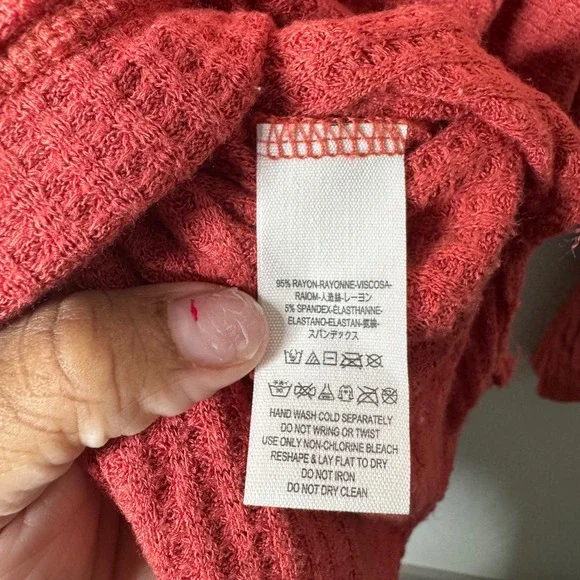 95% RAYON-RAYONNE-VISCOSA-
RAIOM-人造絲-レーヨン
5% SPANDEX-ELASTHANNE-
ELASTANO-ELASTAN-氨綸-
スパンデックス
HAND WASH COLD SEPARATELY
DO NOT WRING OR TWIST
USE ONLY NON-CHLORINE BLEACH
RESHAPE & LAY FLAT TO DRY
DO NOT IRON
DO NOT DRY CLEAN